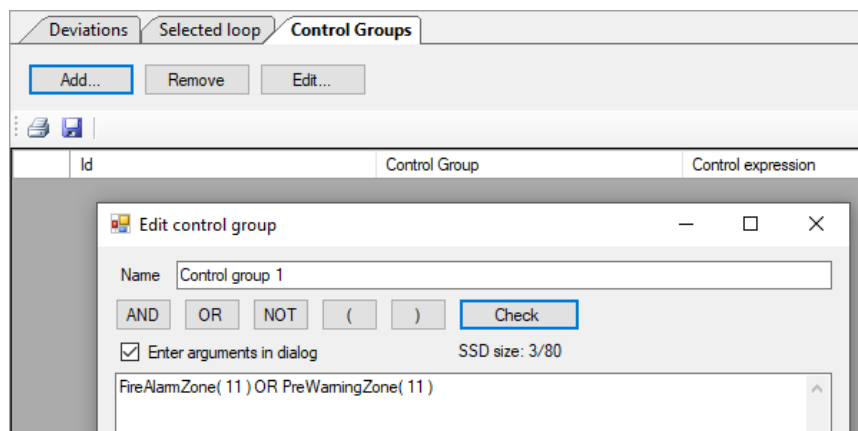 Deviations Selected loop Control Groups
Add... Remove Edit...
Id Control Group Control expression
Edit control group
Name Control group 1
AND OR NOT ( ) Check
Enter arguments in dialog SSD size: 3/80
FireAlarmZone( 11 ) OR PreWarningZone( 11 )